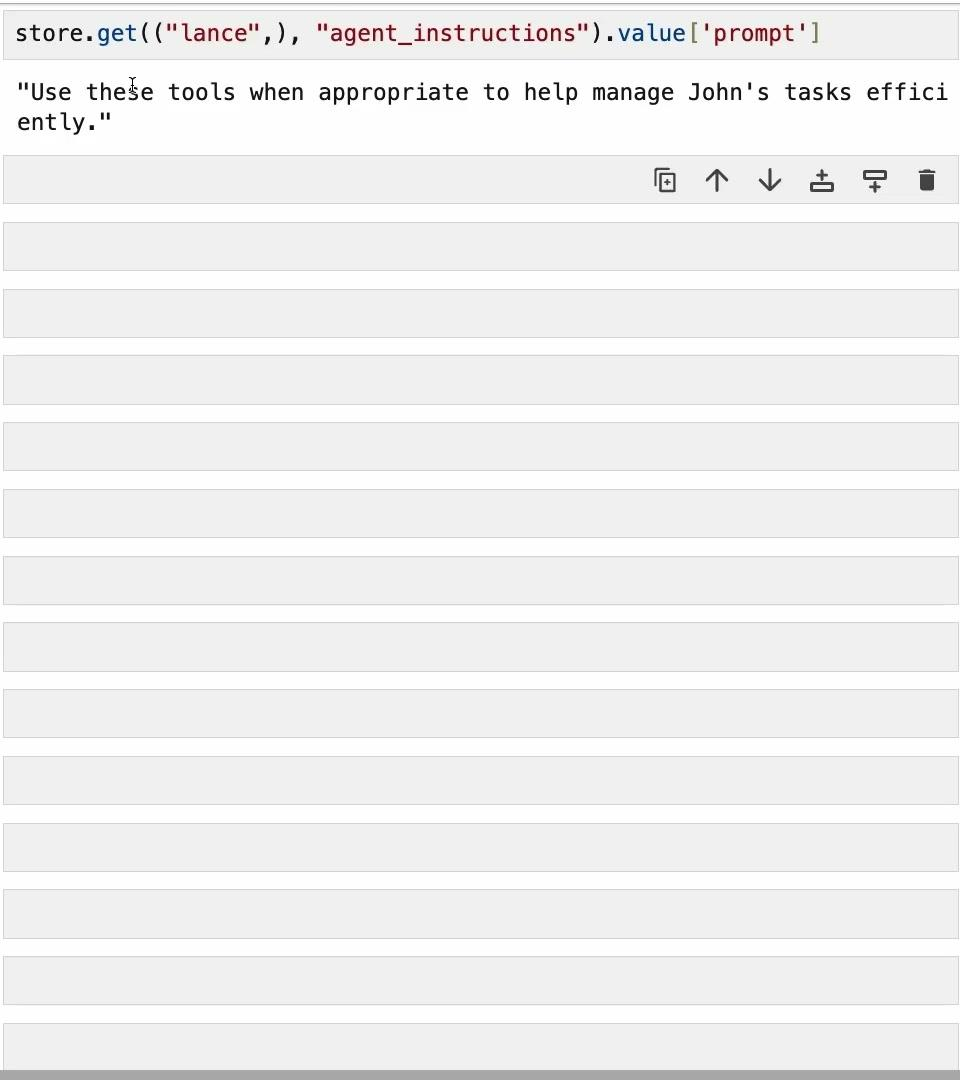 store.get(("lance",), "agent_instructions").value['prompt']
"Use these tools when appropriate to help manage John's tasks effici
ently."